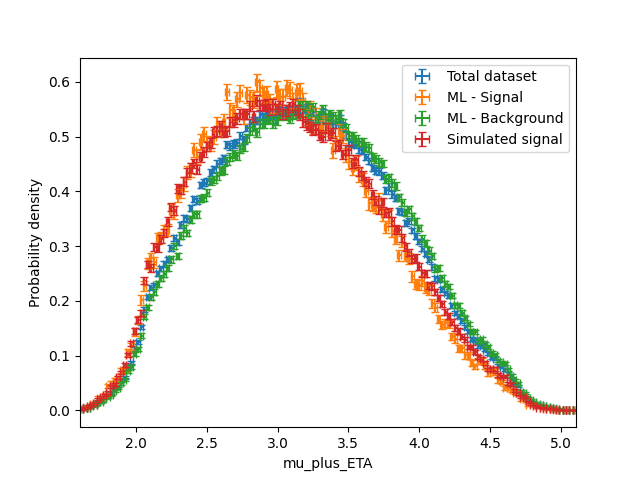 Total dataset
ML - Signal
ML - Background
Simulated signal
Probability density
0.6
0.5
0.4
0.3
0.2
0.1
0.0
2.0 2.5 3.0 3.5 4.0 4.5 5.0
mu_plus_ETA